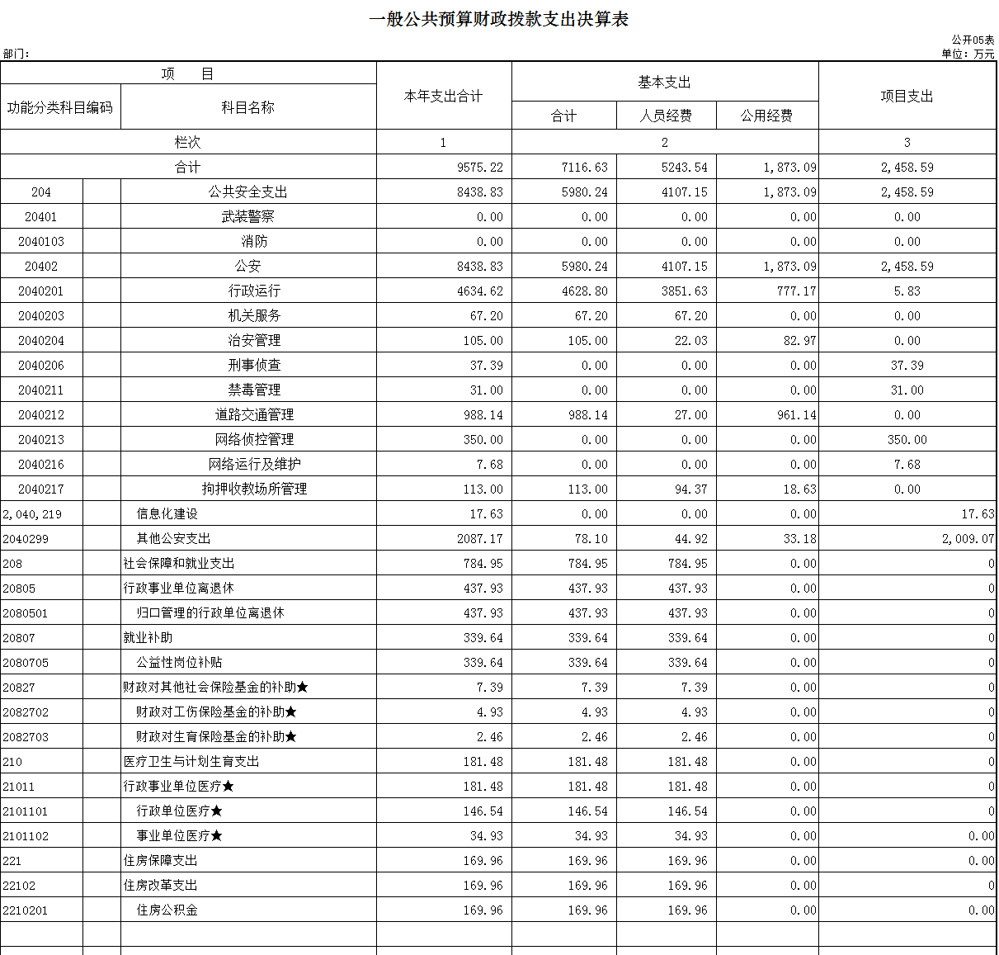 一般公共预算财政拨款支出决算表
公开05表
部门： 单位：万元
项 目 本年支出合计 基本支出 项目支出
功能分类科目编码 科目名称 合计 人员经费 公用经费
栏次 1 2 3
合计 9575.22 7116.63 5243.54 1,873.09 2,458.59
204 公共安全支出 8438.83 5980.24 4107.15 1,873.09 2,458.59
20401 武装警察 0.00 0.00 0.00 0.00 0.00
2040103 消防 0.00 0.00 0.00 0.00 0.00
20402 公安 8438.83 5980.24 4107.15 1,873.09 2,458.59
2040201 行政运行 4634.62 4628.80 3851.63 777.17 5.83
2040203 机关服务 67.20 67.20 67.20 0.00 0.00
2040204 治安管理 105.00 105.00 22.03 82.97 0.00
2040206 刑事侦查 37.39 0.00 0.00 0.00 37.39
2040211 禁毒管理 31.00 0.00 0.00 0.00 31.00
2040212 道路交通管理 988.14 988.14 27.00 961.14 0.00
2040213 网络侦控管理 350.00 0.00 0.00 0.00 350.00
2040216 网络运行及维护 7.68 0.00 0.00 0.00 7.68
2040217 拘押收教场所管理 113.00 113.00 94.37 18.63 0.00
2,040,219 信息化建设 17.63 0.00 0.00 0.00 17.63
2040299 其他公安支出 2087.17 78.10 44.92 33.18 2,009.07
208 社会保障和就业支出 784.95 784.95 784.95 0.00 0
20805 行政事业单位离退休 437.93 437.93 437.93 0.00 0
2080501 归口管理的行政单位离退休 437.93 437.93 437.93 0.00 0
20807 就业补助 339.64 339.64 339.64 0.00 0
2080705 公益性岗位补贴 339.64 339.64 339.64 0.00 0
20827 财政对其他社会保险基金的补助★ 7.39 7.39 7.39 0.00 0
2082702 财政对工伤保险基金的补助★ 4.93 4.93 4.93 0.00 0
2082703 财政对生育保险基金的补助★ 2.46 2.46 2.46 0.00 0
210 医疗卫生与计划生育支出 181.48 181.48 181.48 0.00 0
21011 行政事业单位医疗★ 181.48 181.48 181.48 0.00 0
2101101 行政单位医疗★ 146.54 146.54 146.54 0.00 0
2101102 事业单位医疗★ 34.93 34.93 34.93 0.00 0.00
221 住房保障支出 169.96 169.96 169.96 0.00 0.00
22102 住房改革支出 169.96 169.96 169.96 0.00 0
2210201 住房公积金 169.96 169.96 169.96 0.00 0.00